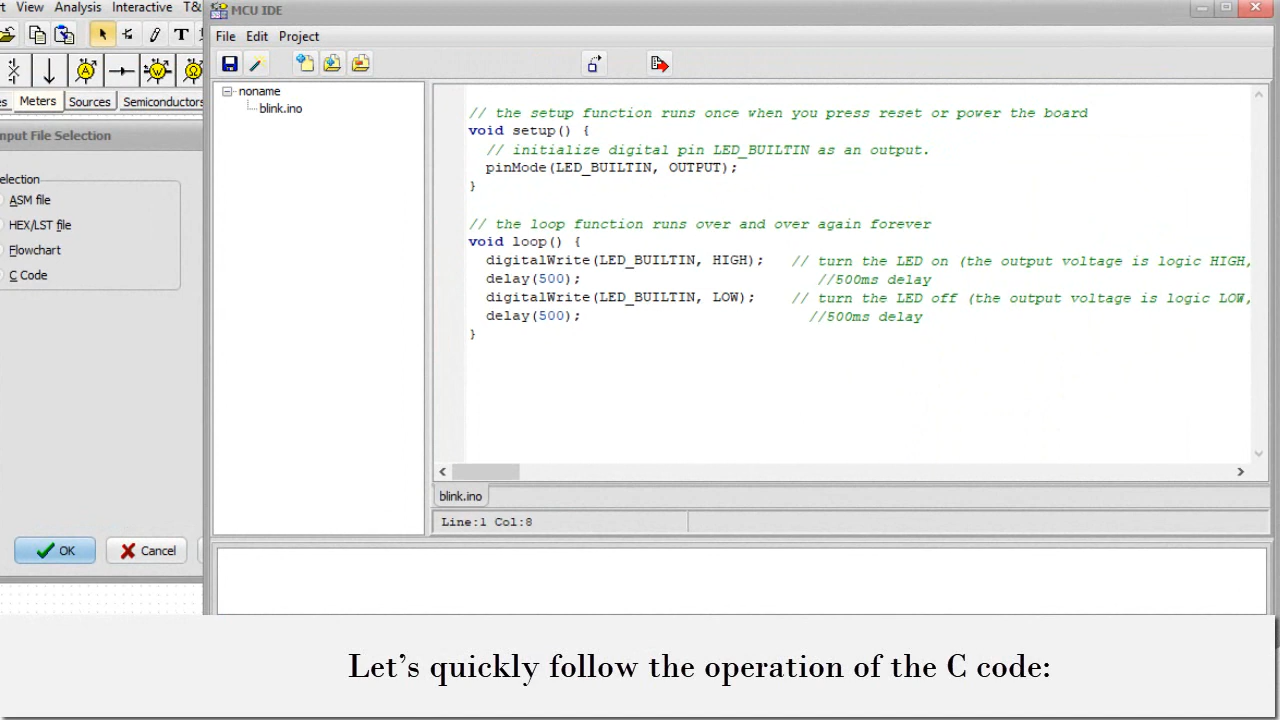 View Analysis Interactive T&
MCU IDE
File Edit Project
Meters Sources Semiconductors
nput File Selection
election
ASM file
HEX/LST file
Flowchart
C Code
OK Cancel
noname
blink.ino
// the setup function runs once when you press reset or power the board
void setup() {
// initialize digital pin LED_BUILTIN as an output.
pinMode(LED_BUILTIN, OUTPUT);
}
// the loop function runs over and over again forever
void loop() {
digitalWrite(LED_BUILTIN, HIGH); // turn the LED on (the output voltage is logic HIGH,
delay(500); //500ms delay
digitalWrite(LED_BUILTIN, LOW); // turn the LED off (the output voltage is logic LOW,
delay(500); //500ms delay
}
blink.ino
Line:1 Col:8
Let's quickly follow the operation of the C code: